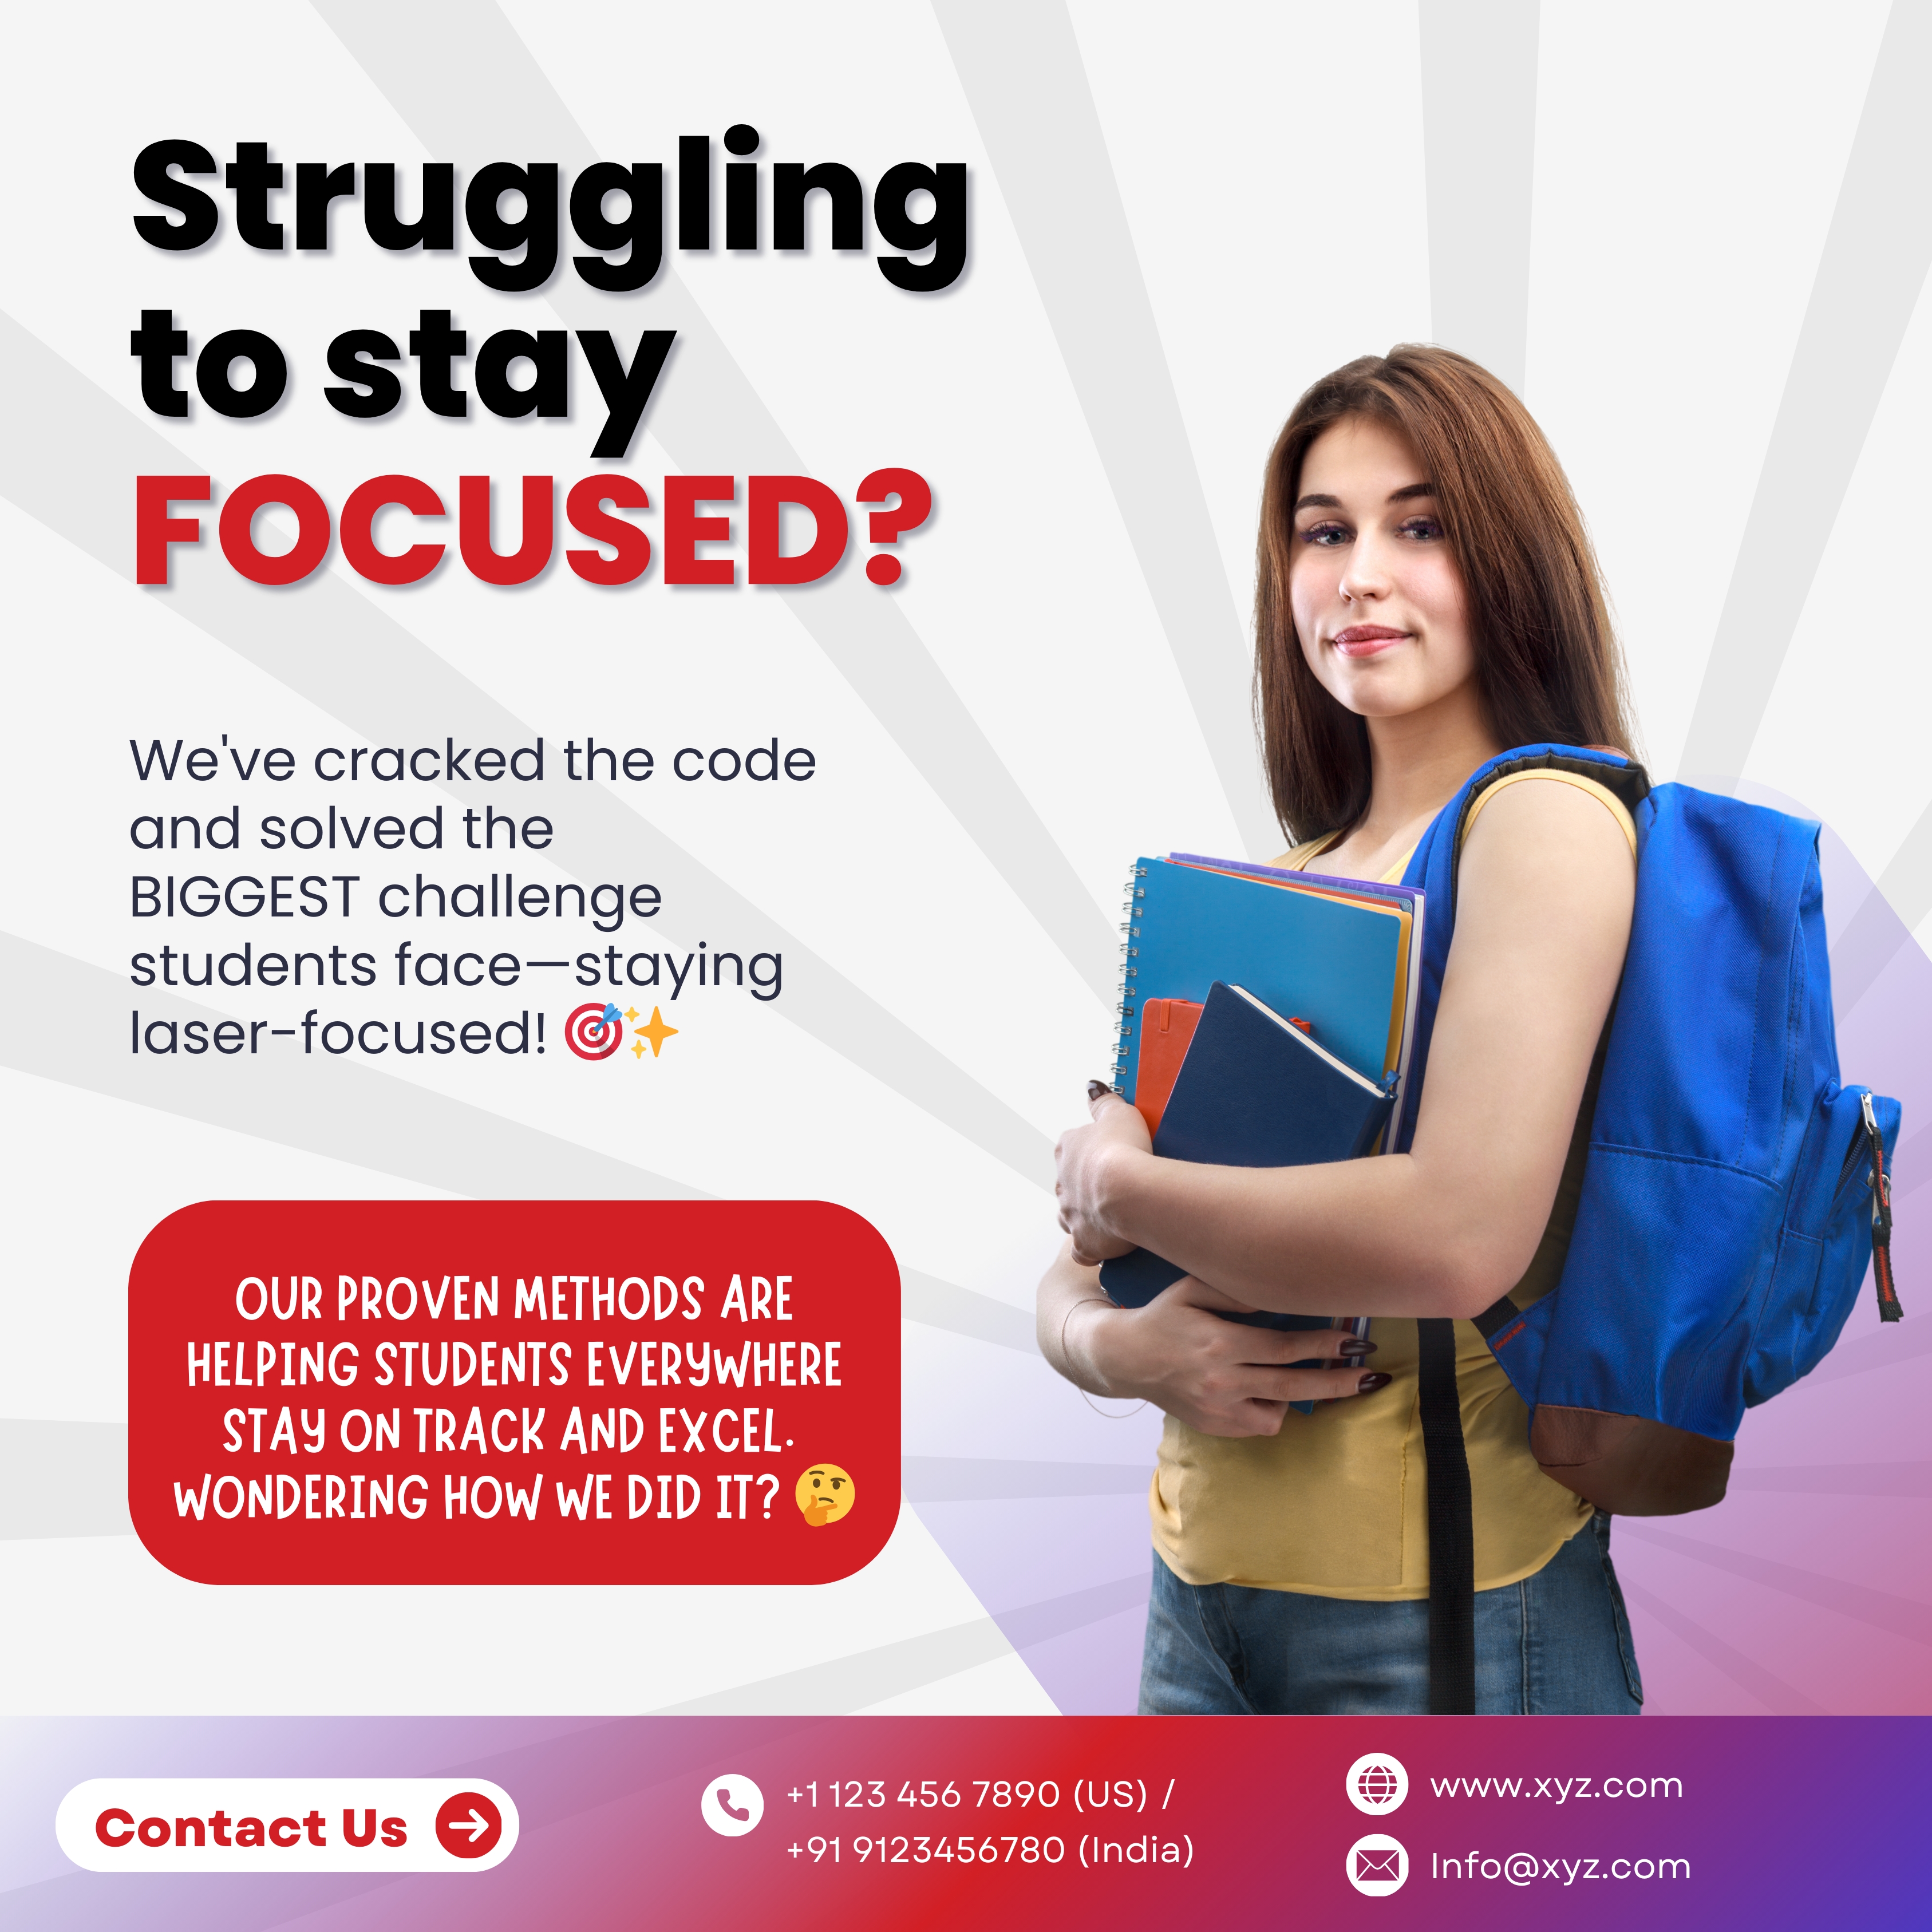 Struggling
to stay
FOCUSED?
We've cracked the code
and solved the
BIGGEST challenge
students face—staying
laser-focused! 🎯✨
OUR PROVEN METHODS ARE
HELPING STUDENTS EVERYWHERE
STAY ON TRACK AND EXCEL.
WONDERING HOW WE DID IT? 🤔
Contact Us
+1 123 456 7890 (US) /
+91 9123456780 (India)
www.xyz.com
Info@xyz.com